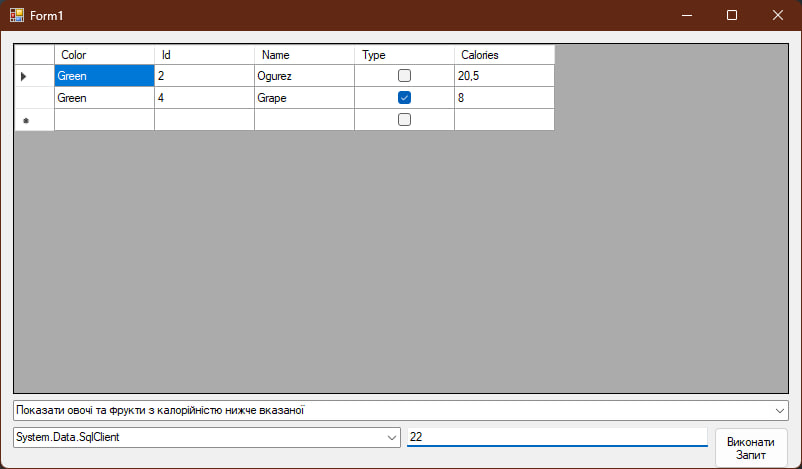 Form1
Color Id Name Type Calories
Green 2 Ogurez 20,5
Green 4 Grape 8
Показати овочі та фрукти з калорійністю нижче вказаної
System.Data.SqlClient 22 Виконати
Запит